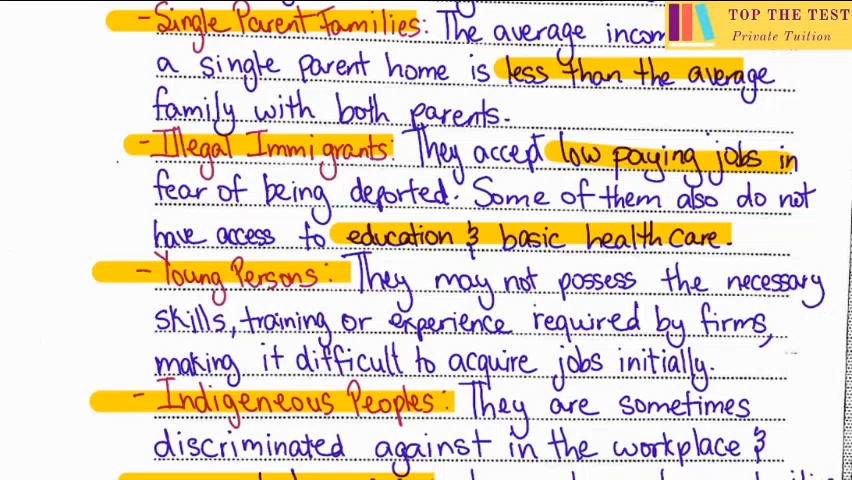 TOP THE TEST
Private Tuition
- Single Parent Families: The average incom
a single parent home is less than the average
family with both parents.
- Illegal Immigrants: They accept low paying jobs in
fear of being deported. Some of them also do not
have access to education & basic health care.
- Young Persons: They may not possess the necessary
skills, training or experience required by firms,
making it difficult to acquire jobs initially.
- Indigeneous Peoples: They are sometimes
discriminated against in the workplace &